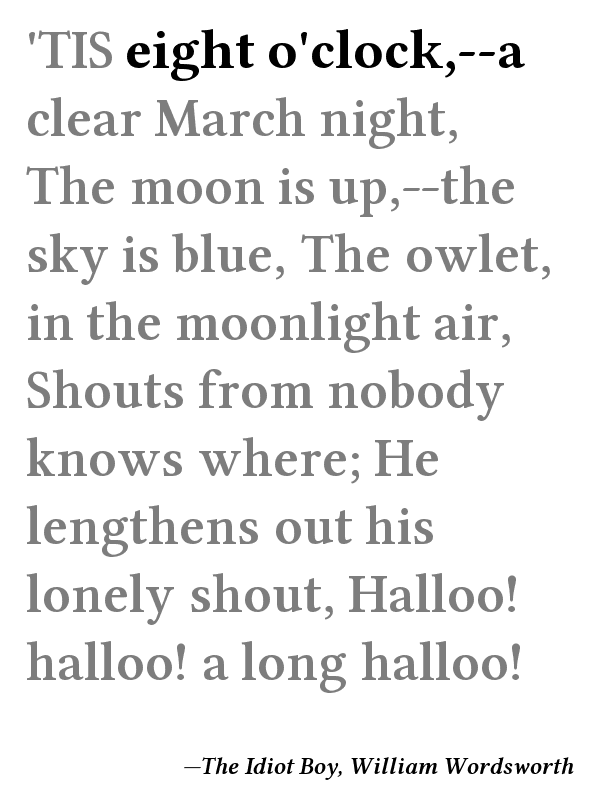 'TIS eight o'clock,--a
clear March night,
The moon is up,--the
sky is blue, The owlet,
in the moonlight air,
Shouts from nobody
knows where; He
lengthens out his
lonely shout, Halloo!
halloo! a long halloo!
—The Idiot Boy, William Wordsworth